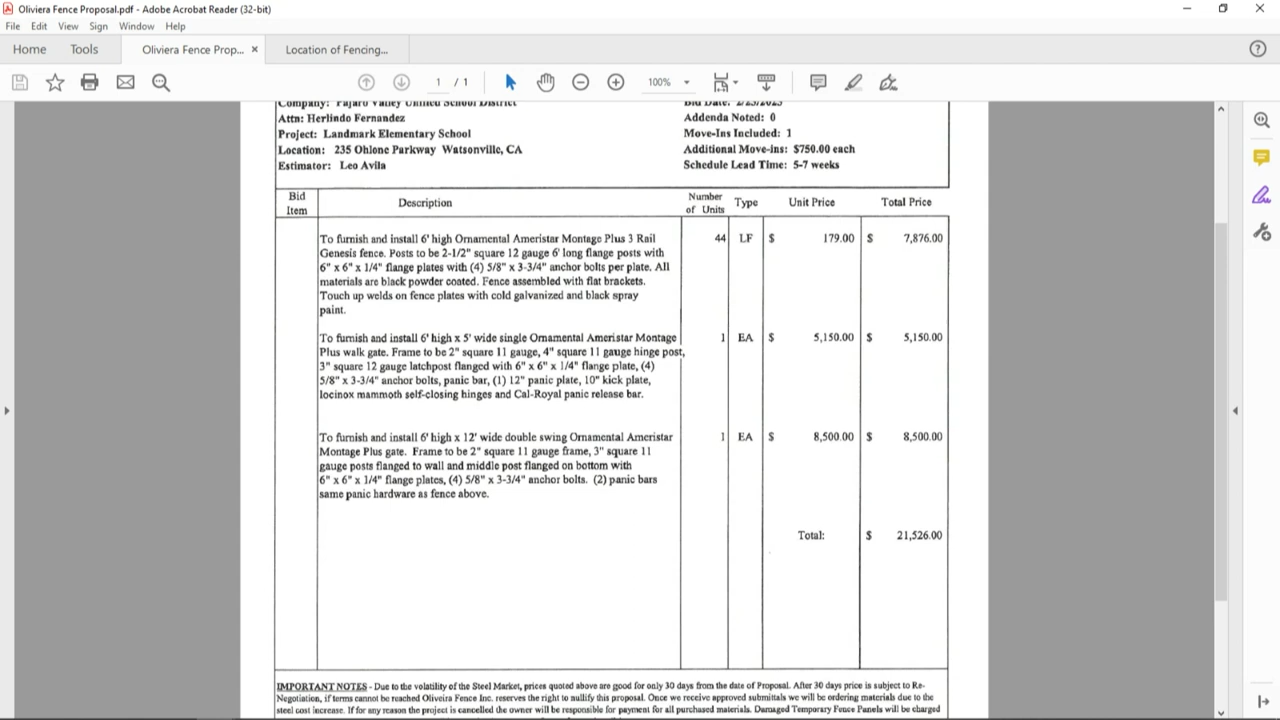 Oliviera Fence Proposal.pdf - Adobe Acrobat Reader (32-bit)
File Edit View Sign Window Help
Home Tools Oliviera Fence Prop... × Location of Fencing...
1 / 1 100%
Company: Pajaro Valley Unified School District
Bid Date: 2/23/2023
Attn: Herlindo Fernandez
Addenda Noted: 0
Project: Landmark Elementary School
Move-Ins Included: 1
Location: 235 Ohlone Parkway Watsonville, CA
Additional Move-ins: $750.00 each
Estimator: Leo Avila
Schedule Lead Time: 5-7 weeks
Bid Item Description Number of Units Type Unit Price Total Price
To furnish and install 6' high Ornamental Ameristar Montage Plus 3 Rail 44 LF $ 179.00 $ 7,876.00
Genesis fence. Posts to be 2-1/2" square 12 gauge 6' long flange posts with
6" x 6" x 1/4" flange plates with (4) 5/8" x 3-3/4" anchor bolts per plate. All
materials are black powder coated. Fence assembled with flat brackets.
Touch up welds on fence plates with cold galvanized and black spray
paint.
To furnish and install 6' high x 5' wide single Ornamental Ameristar Montage 1 EA $ 5,150.00 $ 5,150.00
Plus walk gate. Frame to be 2" square 11 gauge, 4" square 11 gauge hinge post,
3" square 12 gauge latchpost flanged with 6" x 6" x 1/4" flange plate, (4)
5/8" x 3-3/4" anchor bolts, panic bar, (1) 12" panic plate, 10" kick plate,
locinox mammoth self-closing hinges and Cal-Royal panic release bar.
To furnish and install 6' high x 12' wide double swing Ornamental Ameristar 1 EA $ 8,500.00 $ 8,500.00
Montage Plus gate. Frame to be 2" square 11 gauge frame, 3" square 11
gauge posts flanged to wall and middle post flanged on bottom with
6" x 6" x 1/4" flange plates, (4) 5/8" x 3-3/4" anchor bolts. (2) panic bars
same panic hardware as fence above.
Total: $ 21,526.00
IMPORTANT NOTES - Due to the volatility of the Steel Market, prices quoted above are good for only 30 days from the date of Proposal. After 30 days price is subject to Re-
Negotiation, if terms cannot be reached Oliveira Fence Inc. reserves the right to nullify this proposal. Once we receive approved submittals we will be ordering materials due to the
steel cost increase. If for any reason the project is cancelled the owner will be responsible for payment for all purchased materials. Damaged Temporary Fence Panels will be charged